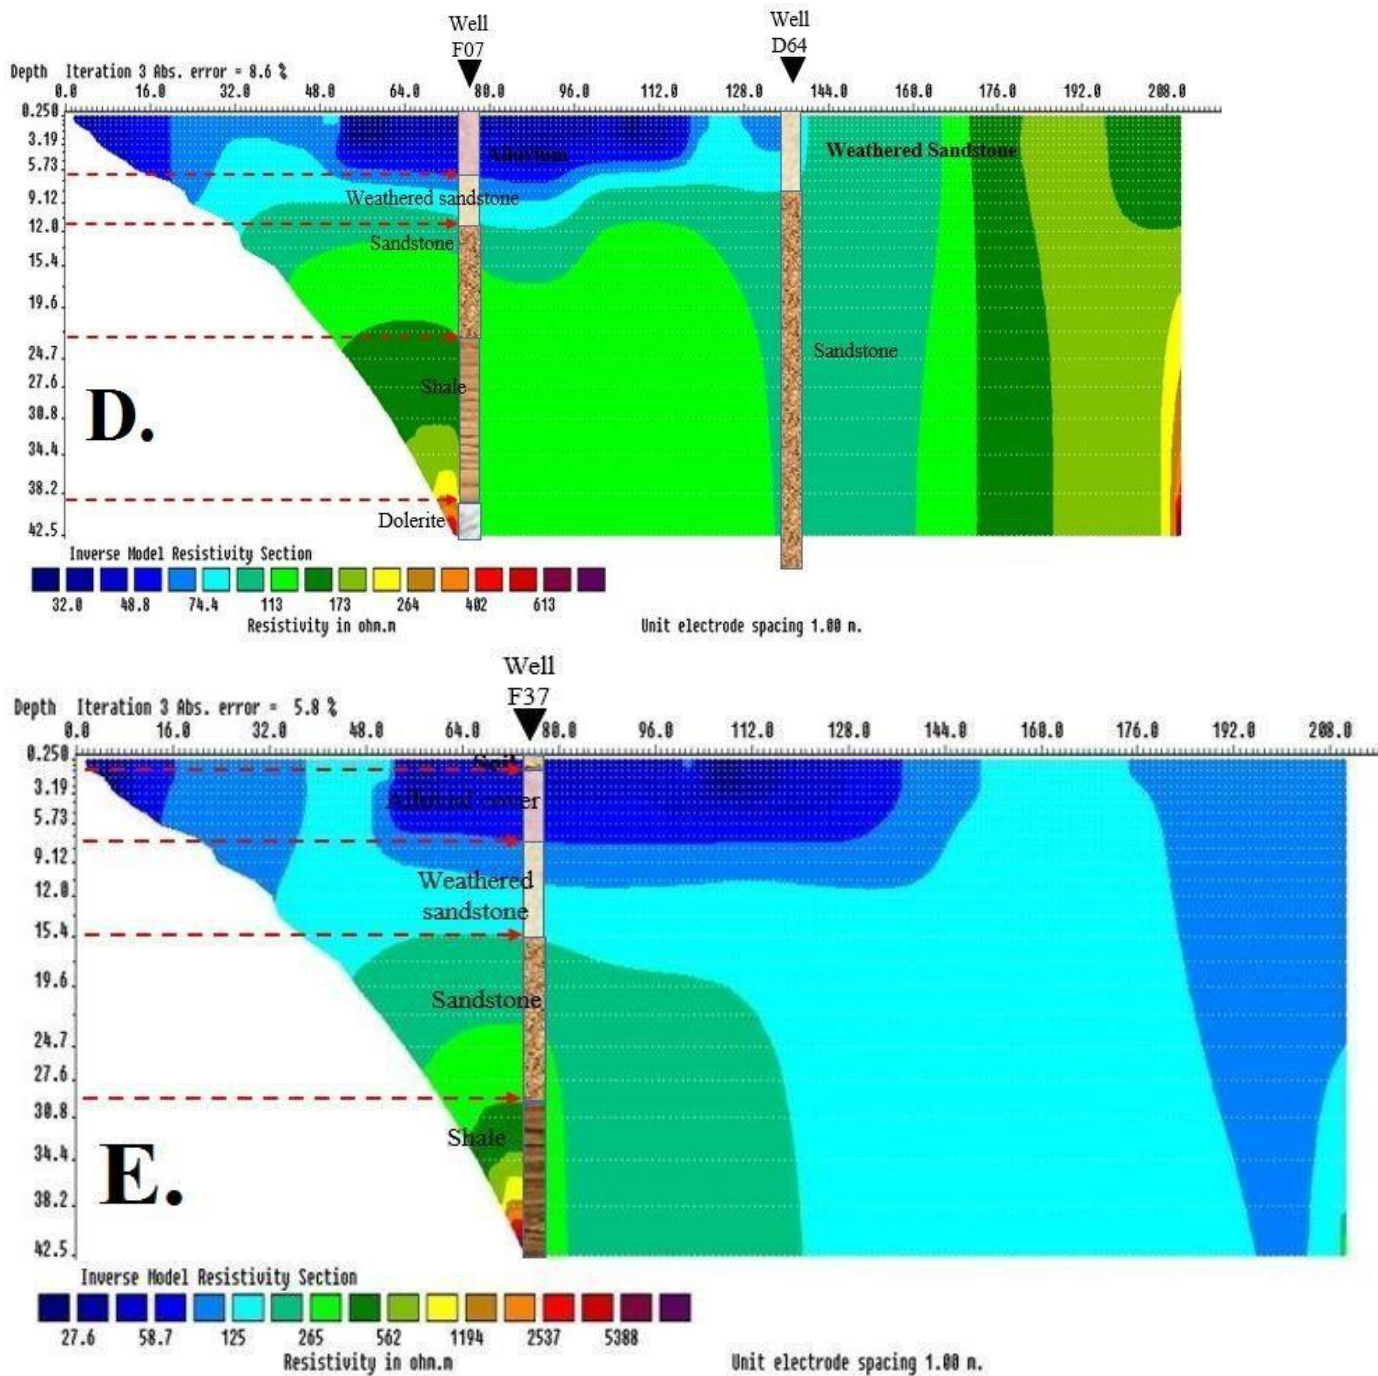 Well
F07
Well
D64
Depth Iteration 3 Abs. error = 8.6 %
0.0 16.0 32.0 48.0 64.0 80.0 96.0 112.0 128.0 144.0 160.0 176.0 192.0 208.0
0.250
3.19
5.73
9.12
12.0
15.4
19.6
24.7
27.6
30.8
34.4
38.2
42.5
Alluvium
Weathered Sandstone
Weathered sandstone
Sandstone
Sandstone
Shale
D.
Dolerite
Inverse Model Resistivity Section
32.0 48.8 74.4 113 173 264 402 613
Resistivity in ohm.m
Unit electrode spacing 1.00 m.
Well
F37
Depth Iteration 3 Abs. error = 5.8 %
0.0 16.0 32.0 48.0 64.0 80.0 96.0 112.0 128.0 144.0 160.0 176.0 192.0 208.0
0.250
3.19
5.73
9.12
12.0
15.4
19.6
24.7
27.6
30.8
34.4
38.2
42.5
Soil
Alluvial cover
Weathered
sandstone
Sandstone
Shale
E.
Inverse Model Resistivity Section
27.6 58.7 125 265 562 1194 2537 5388
Resistivity in ohm.m
Unit electrode spacing 1.00 m.